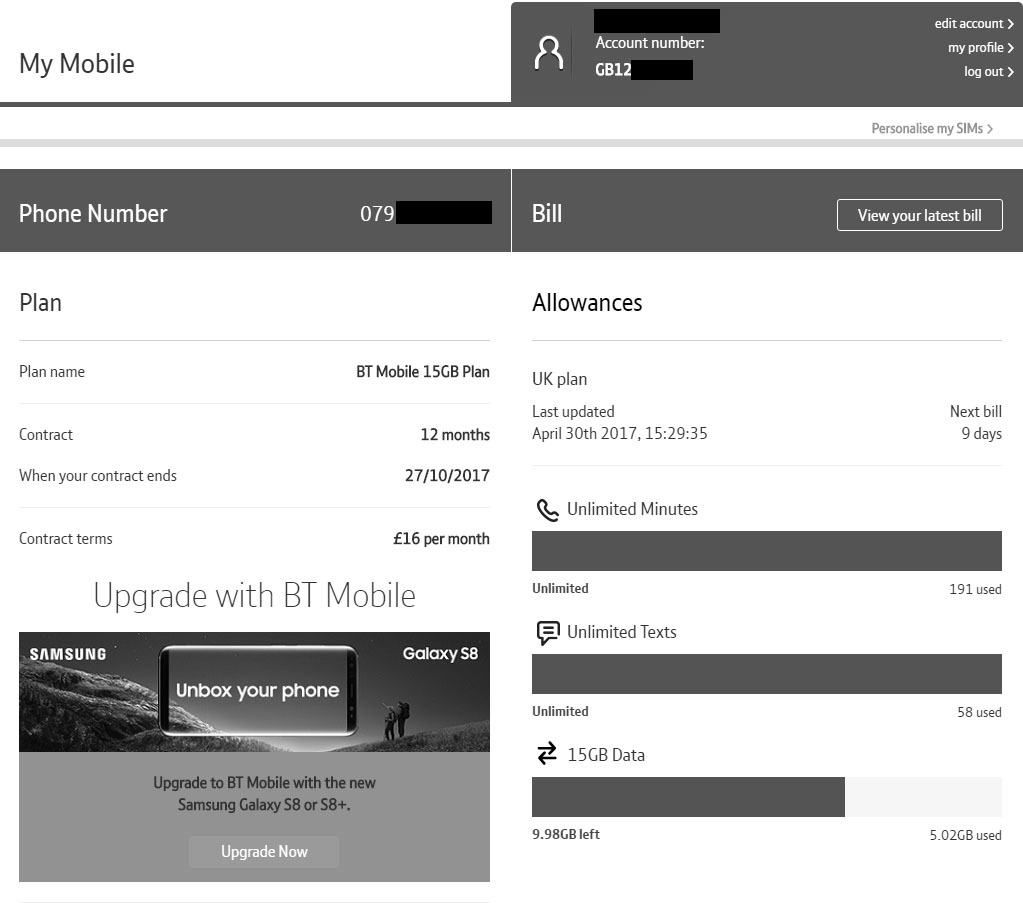 My Mobile
Account number:
GB12
edit account >
my profile >
log out >
Personalise my SIMs >
Phone Number
079
Bill
View your latest bill
Plan
Plan name
BT Mobile 15GB Plan
Contract
12 months
When your contract ends
27/10/2017
Contract terms
£16 per month
Upgrade with BT Mobile
SAMSUNG
Galaxy S8
Unbox your phone
Upgrade to BT Mobile with the new
Samsung Galaxy S8 or S8+.
Upgrade Now
Allowances
UK plan
Last updated
Next bill
April 30th 2017, 15:29:35
9 days
Unlimited Minutes
Unlimited
191 used
Unlimited Texts
Unlimited
58 used
15GB Data
9.98GB left
5.02GB used